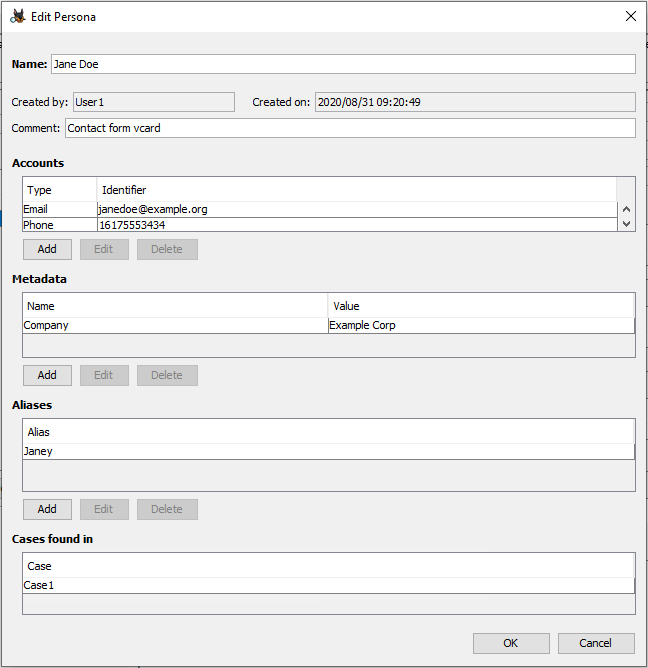 Edit Persona
Name: Jane Doe
Created by: User1 Created on: 2020/08/31 09:20:49
Comment: Contact form vcard
Accounts
Type Identifier
Email janedoe@example.org
Phone 16175553434
Add Edit Delete
Metadata
Name Value
Company Example Corp
Add Edit Delete
Aliases
Alias
Janey
Add Edit Delete
Cases found in
Case
Case1
OK Cancel